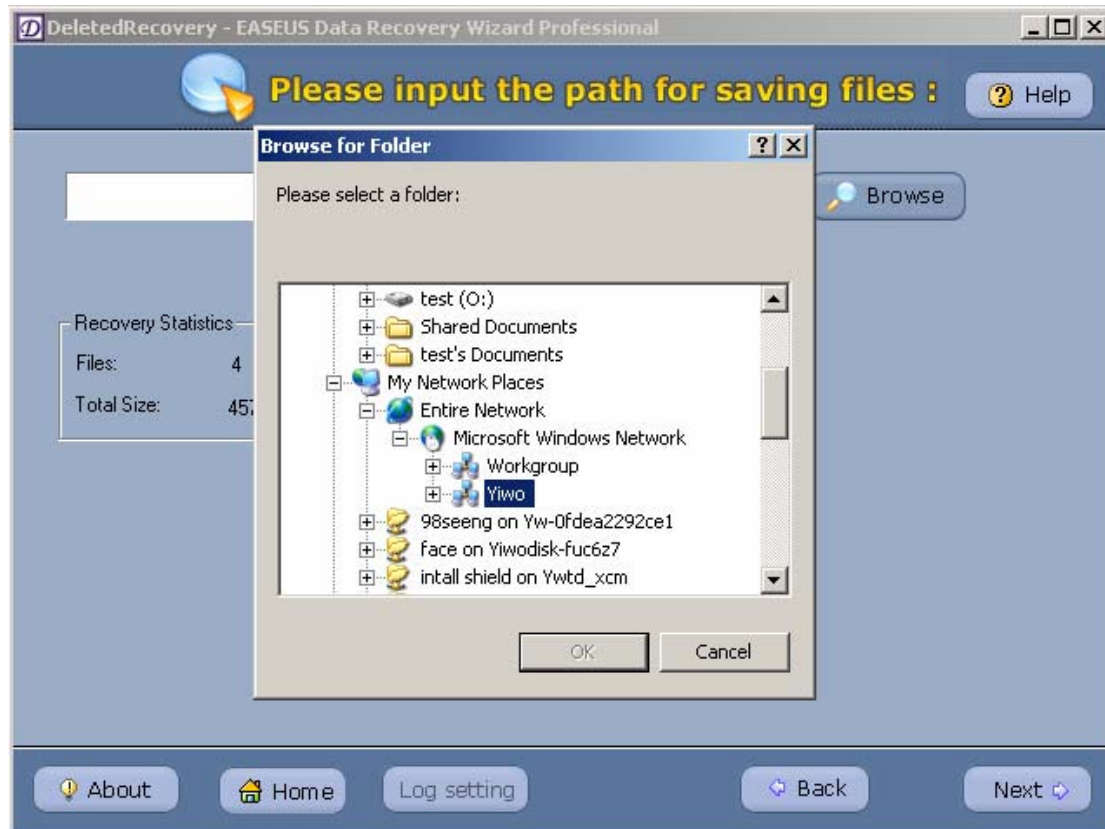 DeletedRecovery - EASEUS Data Recovery Wizard Professional
Please input the path for saving files :
Help
Browse for Folder
Please select a folder:
Browse
test (O:)
Shared Documents
test's Documents
My Network Places
Entire Network
Microsoft Windows Network
Workgroup
Yiwo
98seeng on Yw-0fdea2292ce1
face on Yiwodisk-fuc6z7
intall shield on Ywtd_xcm
Recovery Statistics
Files: 4
Total Size: 457
OK
Cancel
About
Home
Log setting
Back
Next